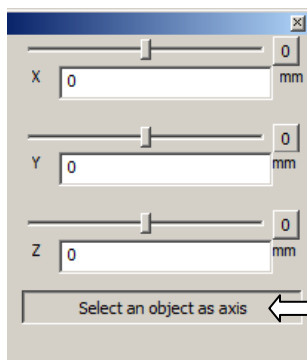 0
X 0 mm
0
Y 0 mm
0
Z 0 mm
Select an object as axis